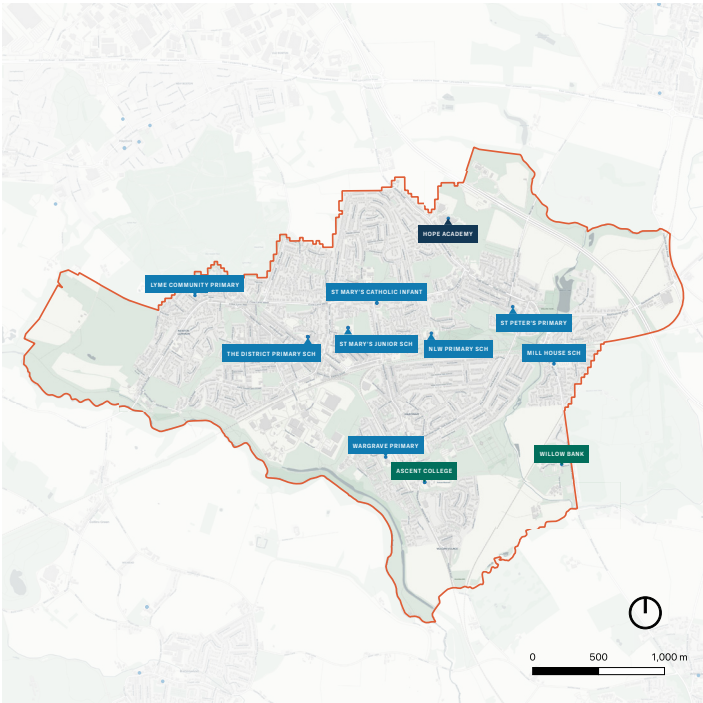 HOPE ACADEMY
LYME COMMUNITY PRIMARY
ST MARY'S CATHOLIC INFANT
ST PETER'S PRIMARY
THE DISTRICT PRIMARY SCH
ST MARY'S JUNIOR SCH
NLW PRIMARY SCH
MILL HOUSE SCH
WARGRAVE PRIMARY
WILLOW BANK
ASCENT COLLEGE
0 500 1,000 m